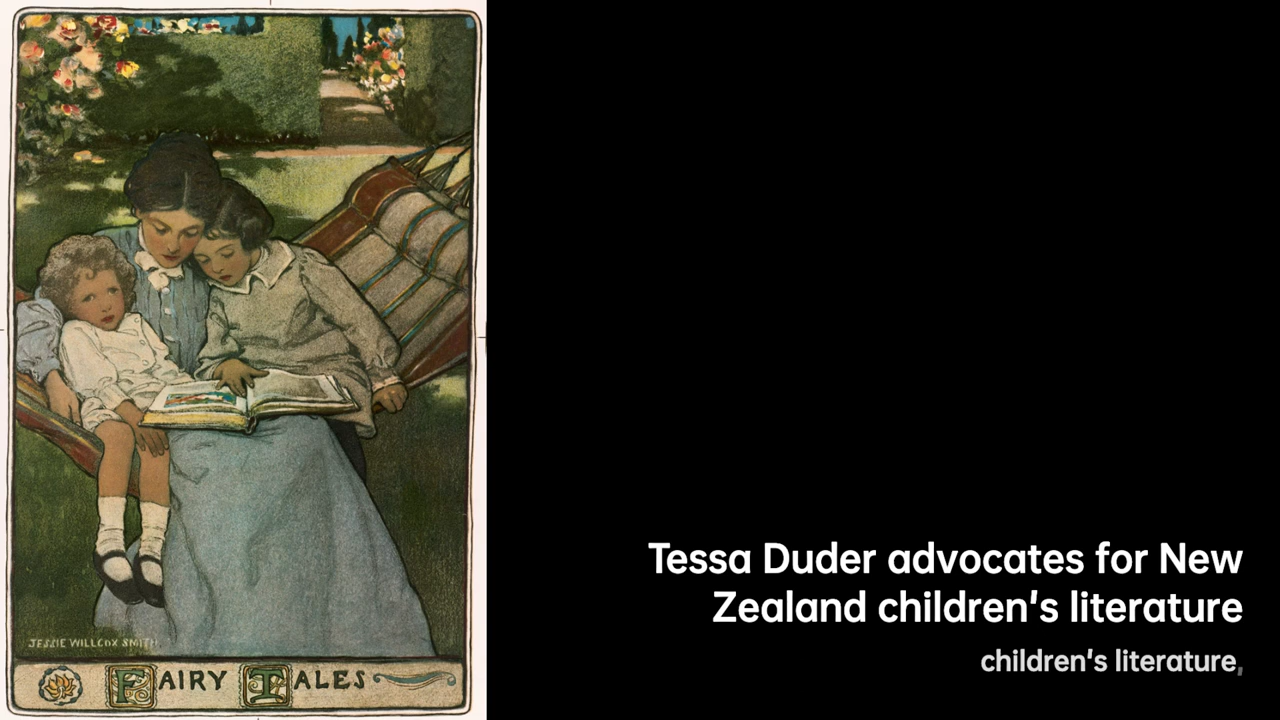 JESSIE WILLCOX SMITH
FAIRY TALES
Tessa Duder advocates for New
Zealand children's literature
children's literature,